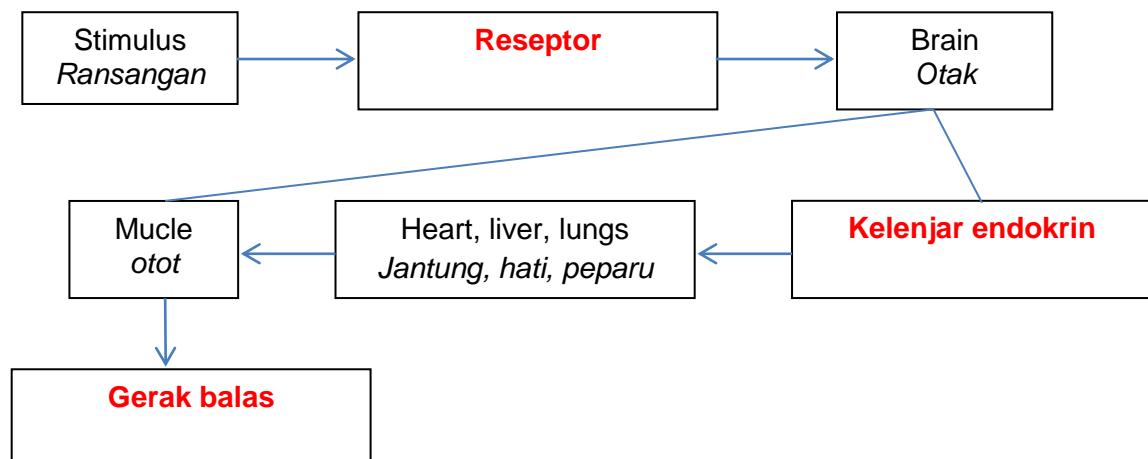 Stimulus
Ransangan
Reseptor
Brain
Otak
Mucle
otot
Heart, liver, lungs
Jantung, hati, peparu
Kelenjar endokrin
Gerak balas